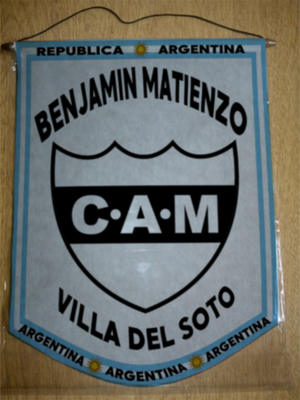 REPUBLICA ARGENTINA
BENJAMIN MATIENZO
C·A·M
VILLA DEL SOTO
ARGENTINA ARGENTINA ARGENTINA